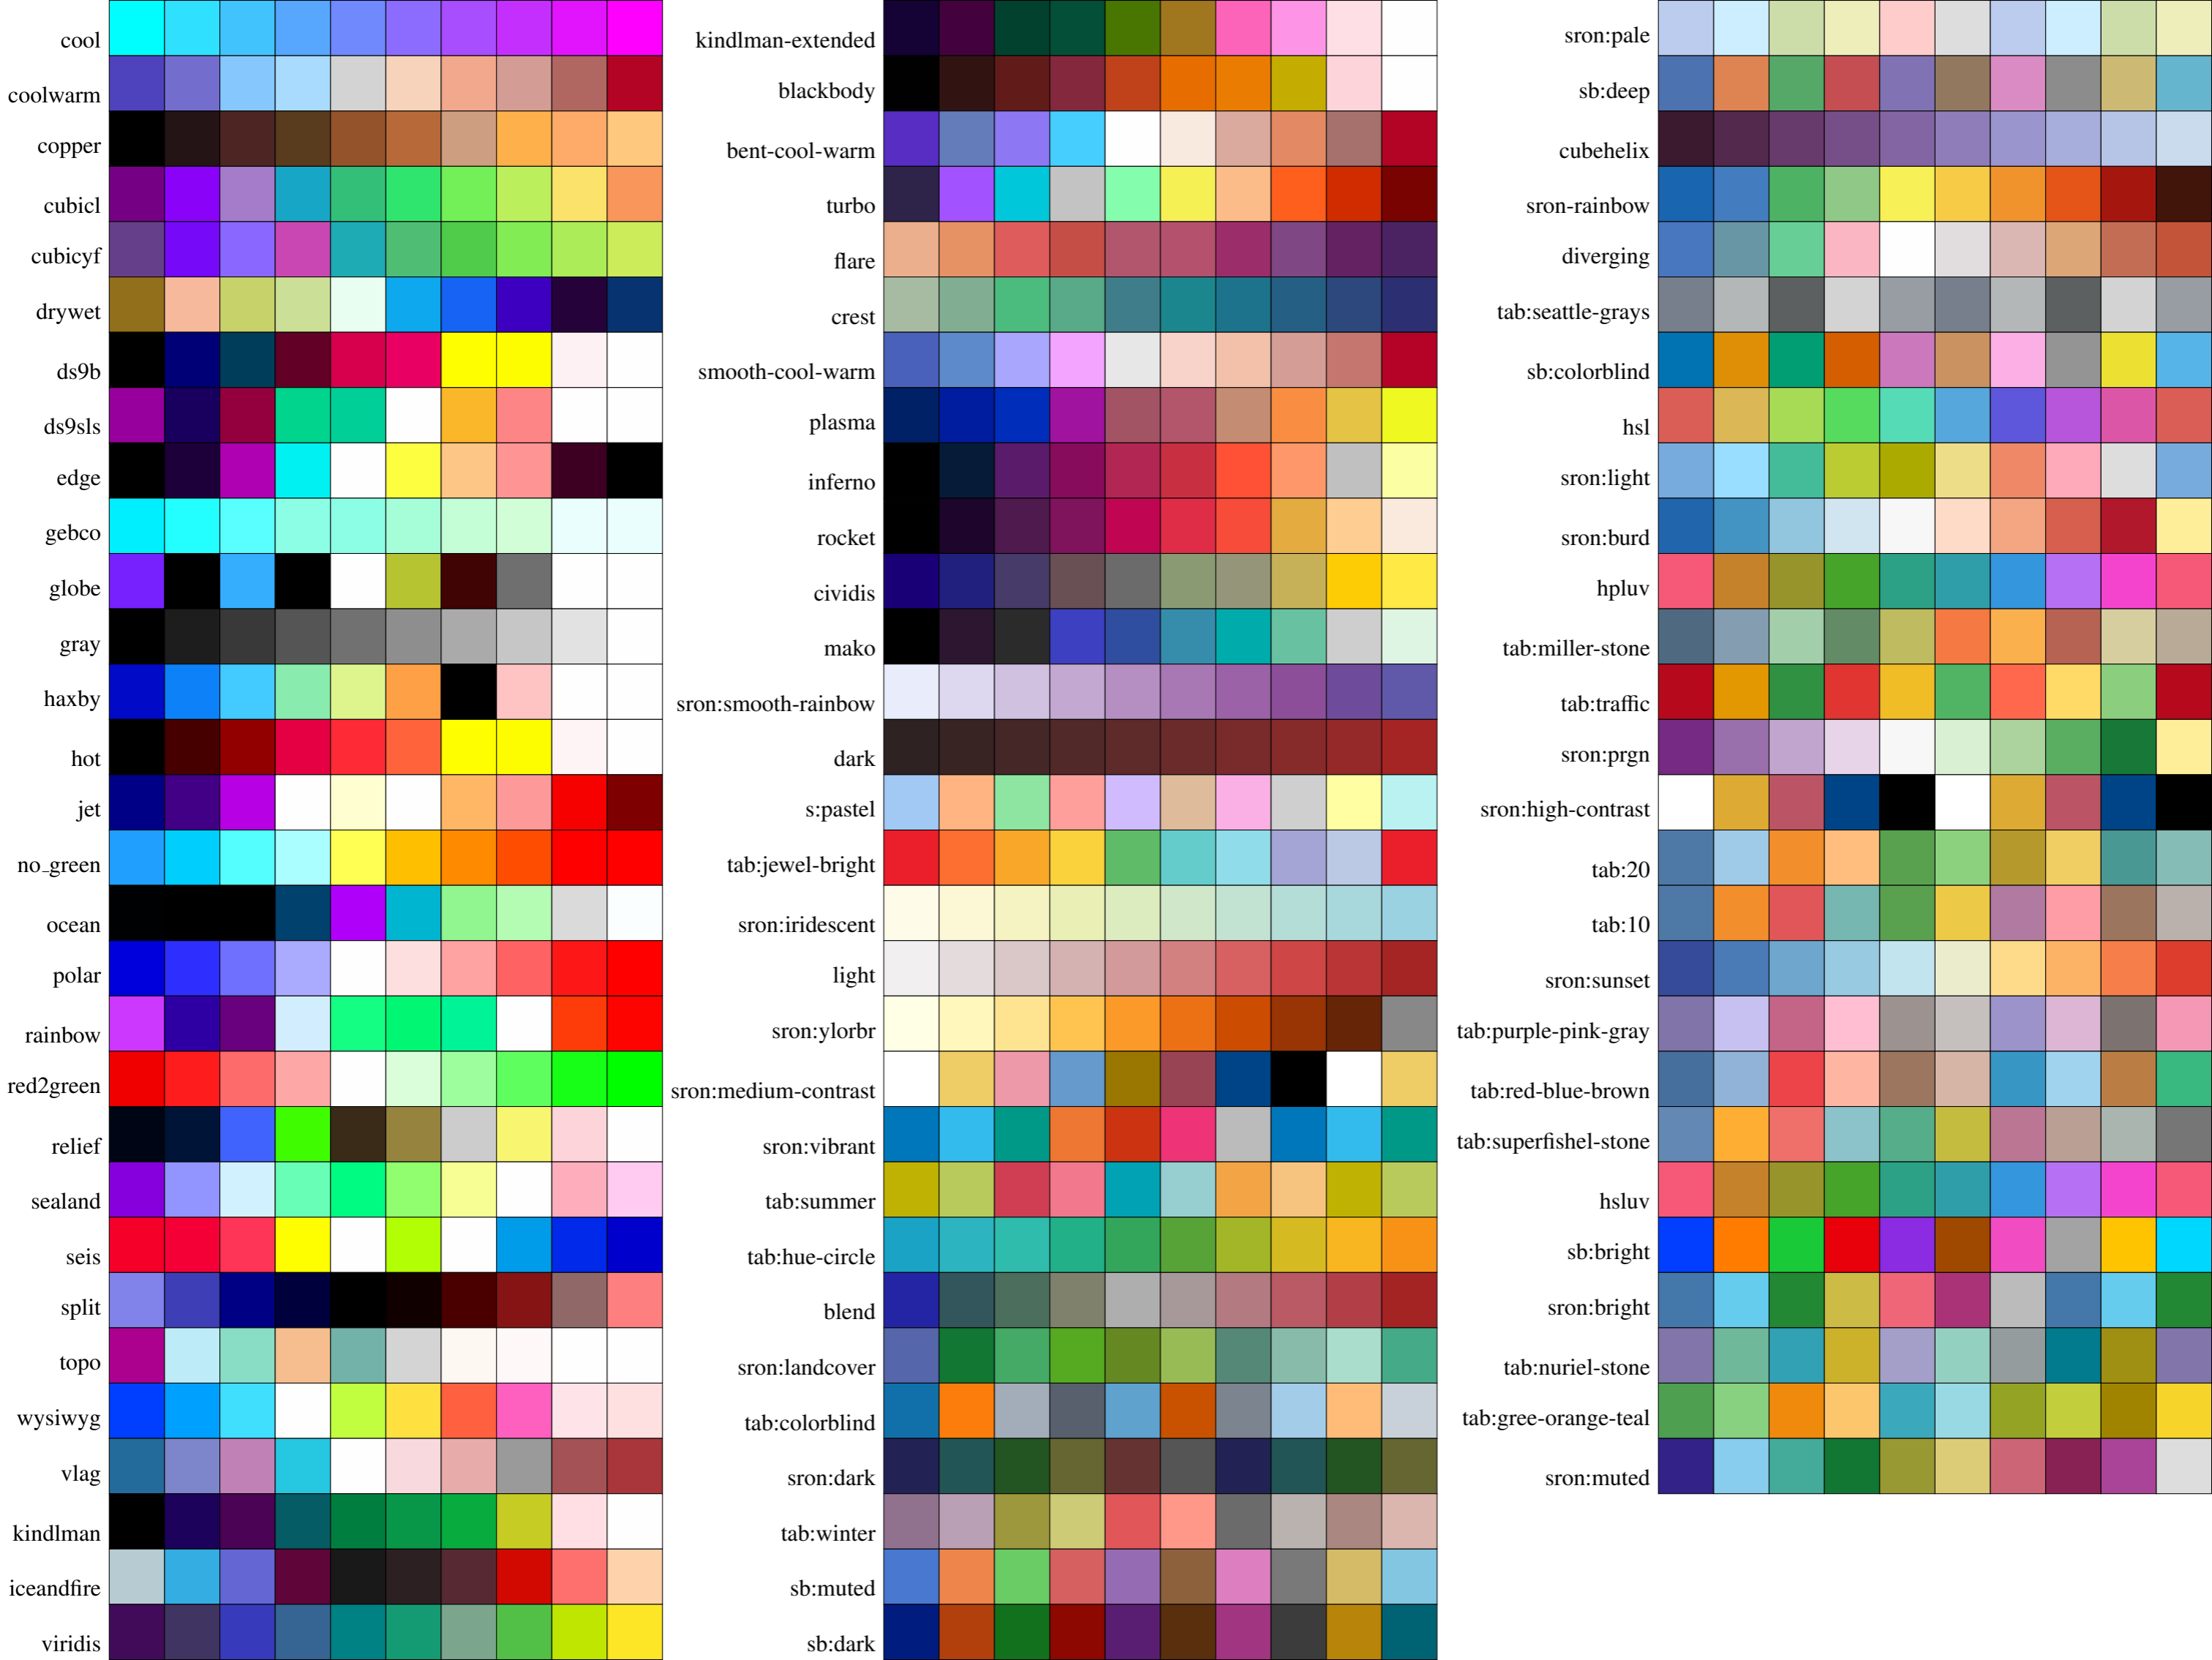 cool
coolwarm
copper
cubicl
cubicyf
drywet
ds9b
ds9sls
edge
gebco
globe
gray
haxby
hot
jet
no_green
ocean
polar
rainbow
red2green
relief
sealand
seis
split
topo
wysiwyg
vlag
kindlman
iceandfire
viridis
kindlman-extended
blackbody
bent-cool-warm
turbo
flare
crest
smooth-cool-warm
plasma
inferno
rocket
cividis
mako
sron:smooth-rainbow
dark
s:pastel
tab:jewel-bright
sron:iridescent
light
sron:ylorbr
sron:medium-contrast
sron:vibrant
tab:summer
tab:hue-circle
blend
sron:landcover
tab:colorblind
sron:dark
tab:winter
sb:muted
sb:dark
sron:pale
sb:deep
cubehelix
sron-rainbow
diverging
tab:seattle-grays
sb:colorblind
hsl
sron:light
sron:burd
hpluv
tab:miller-stone
tab:traffic
sron:prgn
sron:high-contrast
tab:20
tab:10
sron:sunset
tab:purple-pink-gray
tab:red-blue-brown
tab:superfishel-stone
hsluv
sb:bright
sron:bright
tab:nuriel-stone
tab:gree-orange-teal
sron:muted